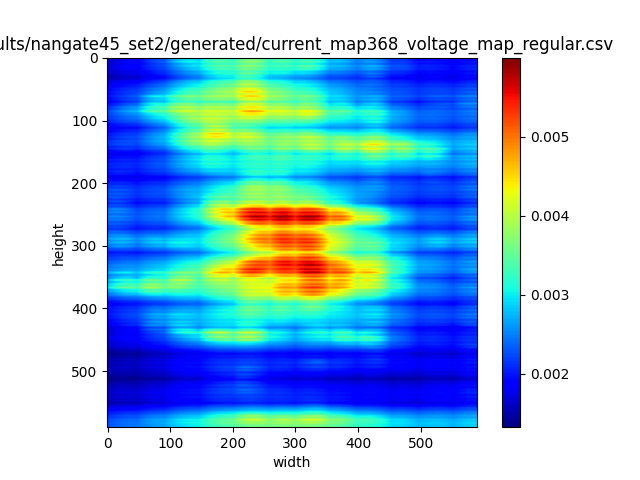 ults/nangate45_set2/generated/current_map368_voltage_map_regular.csv
0
100
200
300
400
500
height
0 100 200 300 400 500
width
0.005
0.004
0.003
0.002